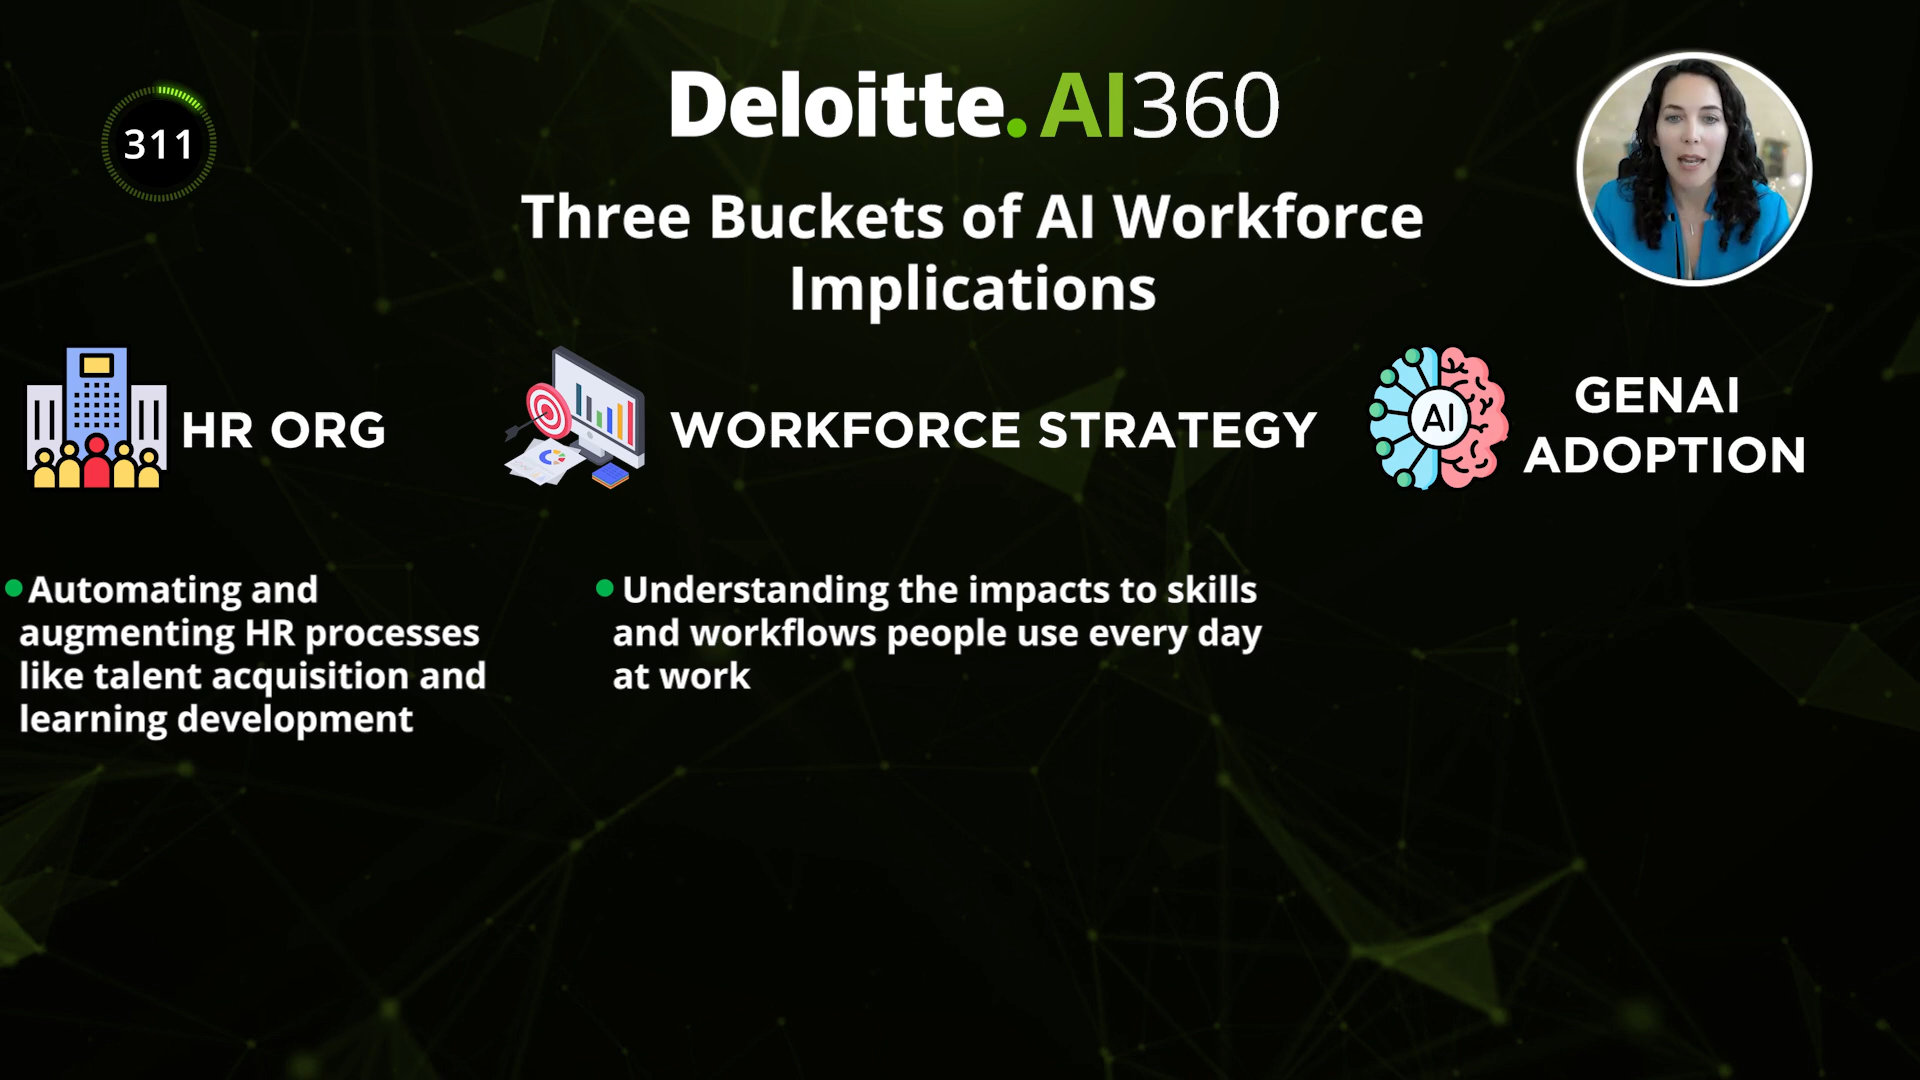 311
Deloitte. AI360
Three Buckets of AI Workforce
Implications
HR ORG
WORKFORCE STRATEGY
AI
GENAI
ADOPTION
Automating and
augmenting HR processes
like talent acquisition and
learning development
Understanding the impacts to skills
and workflows people use every day
at work